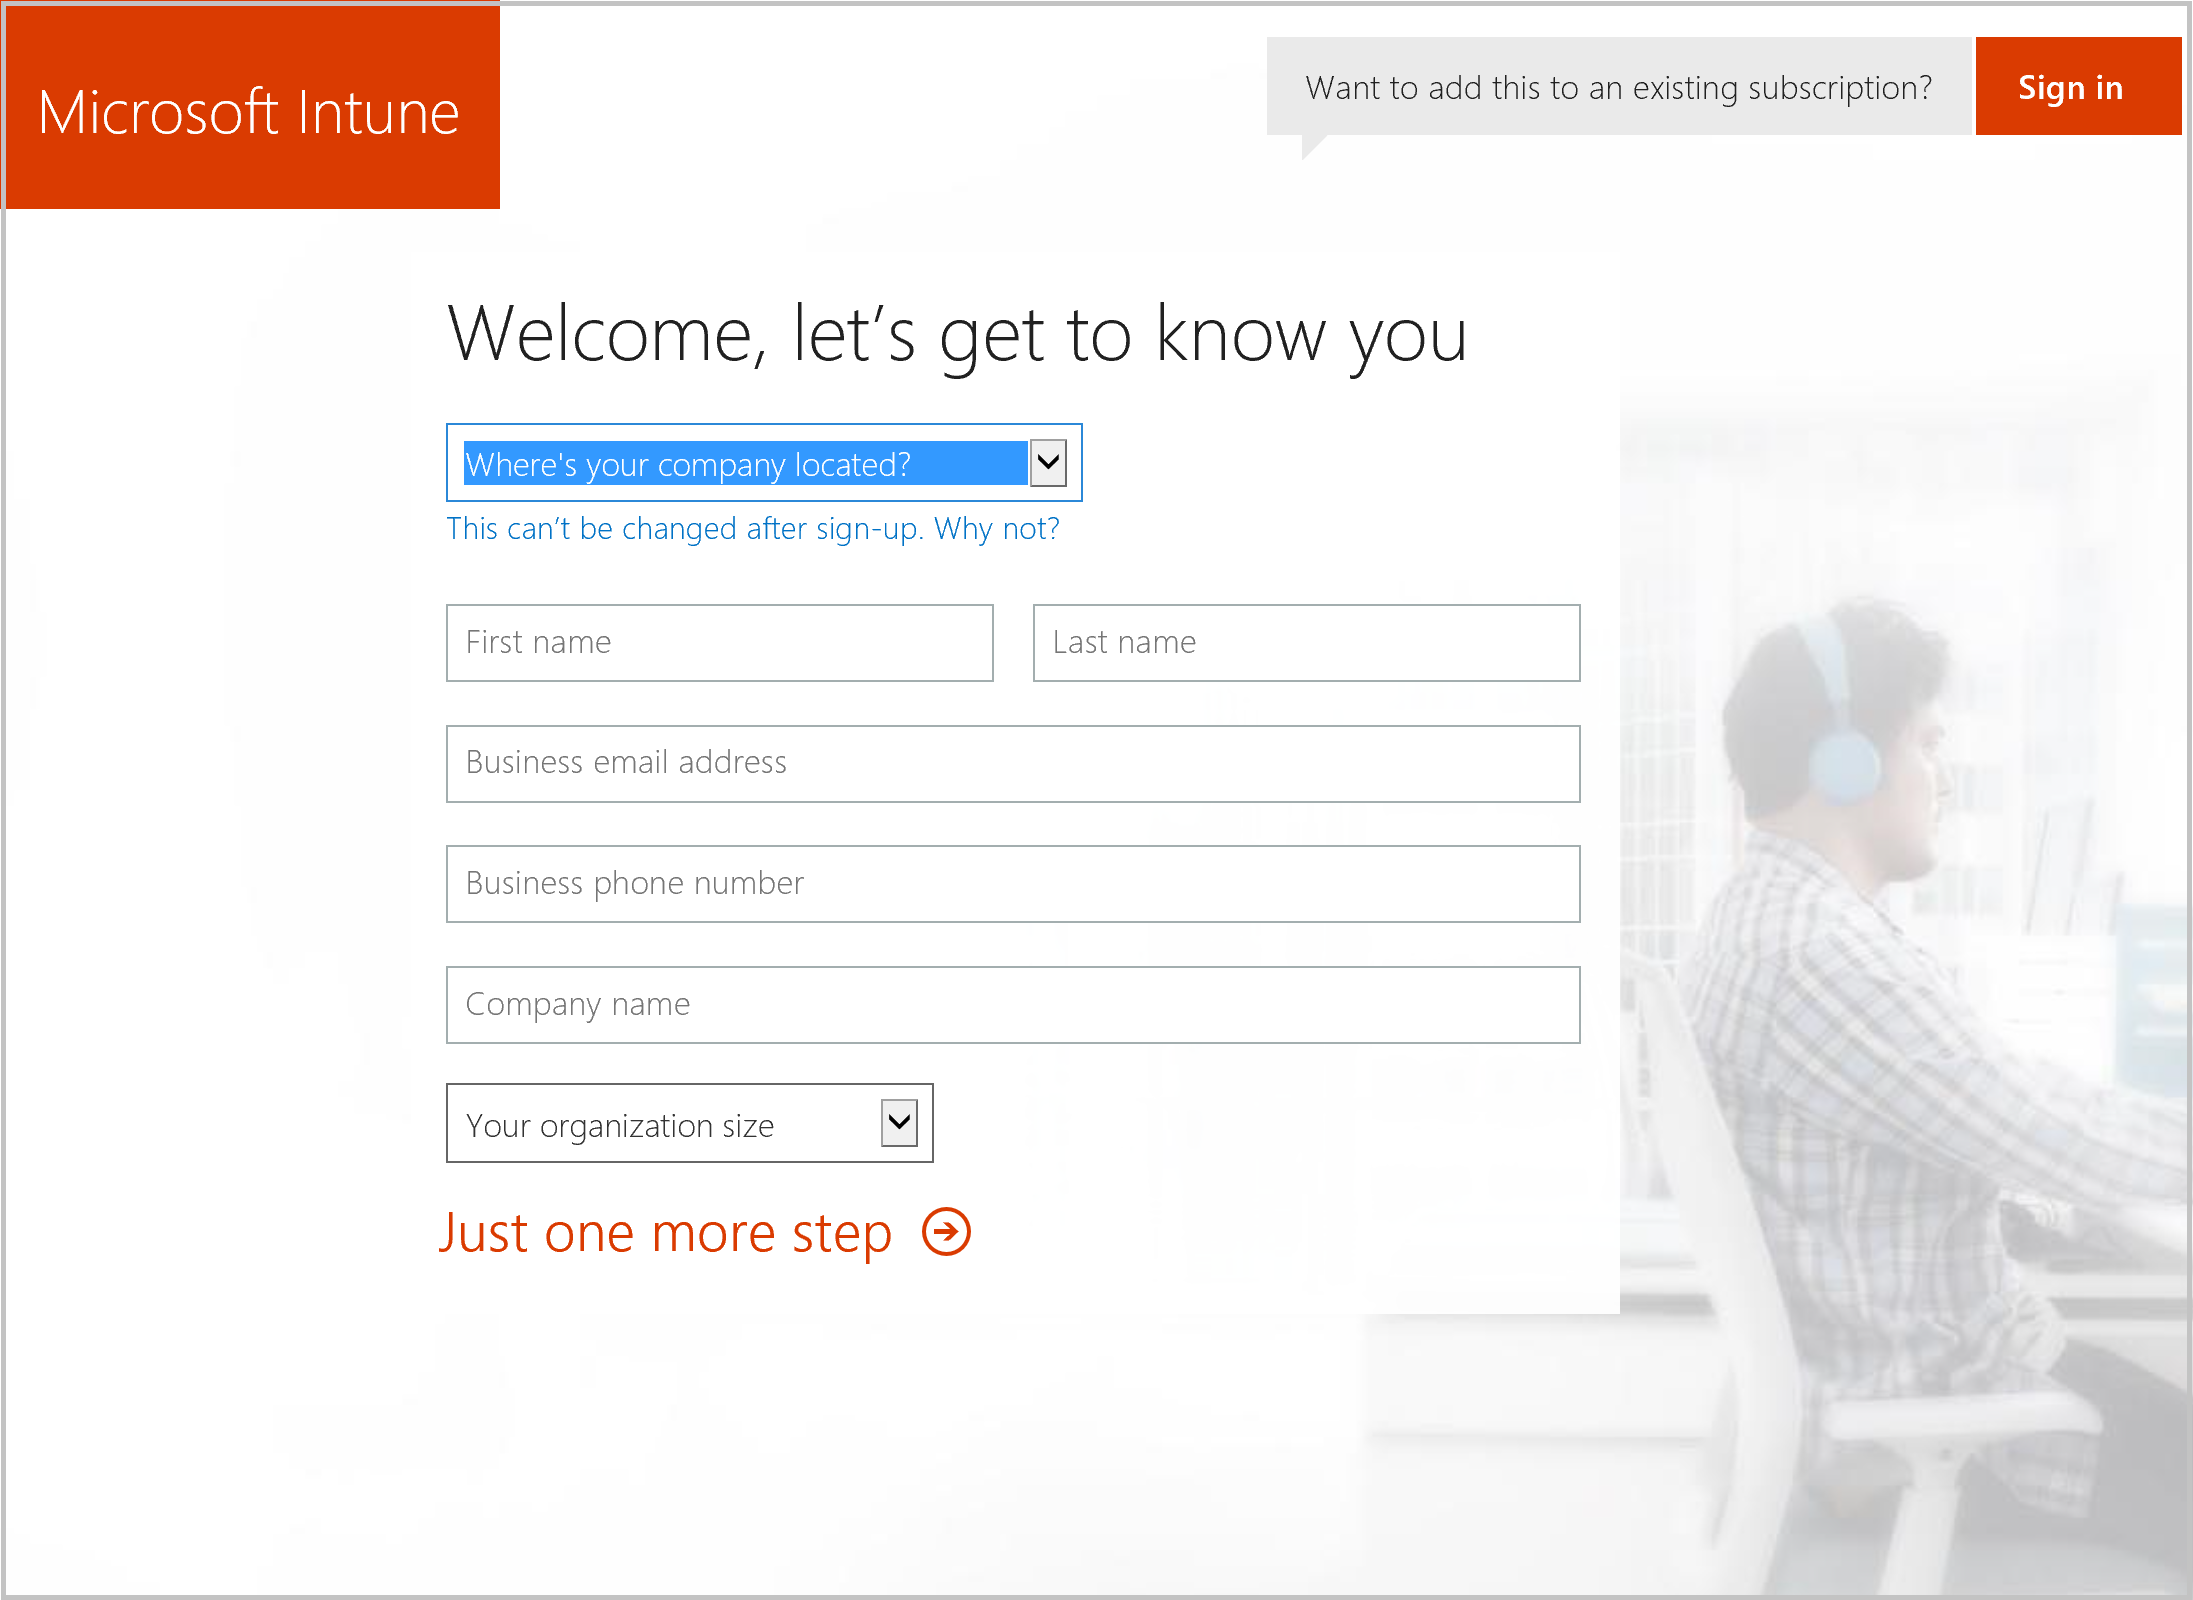 Microsoft Intune
Want to add this to an existing subscription?
Sign in
Welcome, let’s get to know you
Where's your company located?
This can’t be changed after sign-up. Why not?
First name
Last name
Business email address
Business phone number
Company name
Your organization size
Just one more step